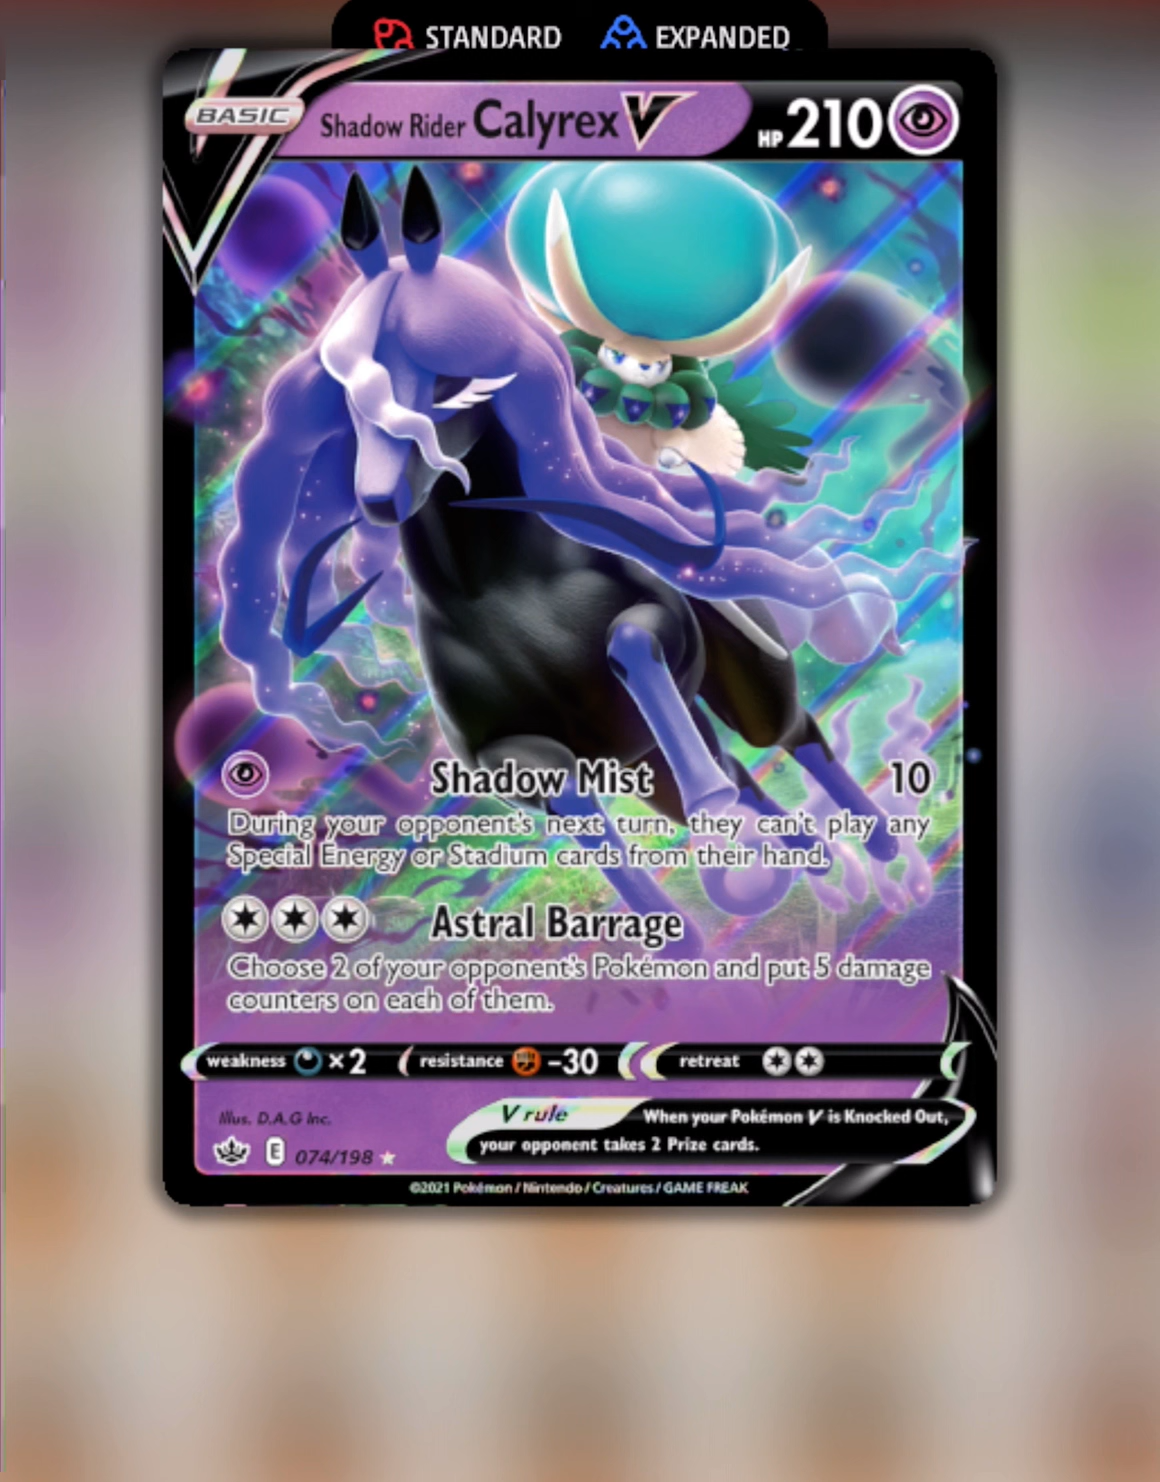 STANDARD EXPANDED
BASIC Shadow Rider Calyrex V HP 210
Shadow Mist 10
During your opponent's next turn, they can't play any
Special Energy or Stadium cards from their hand.
Astral Barrage
Choose 2 of your opponent's Pokémon and put 5 damage
counters on each of them.
weakness ×2 resistance -30 retreat
Illus. D.A.G Inc.
V rule When your Pokémon V is Knocked Out,
your opponent takes 2 Prize cards.
E 074/198
©2021 Pokémon / Nintendo / Creatures / GAME FREAK